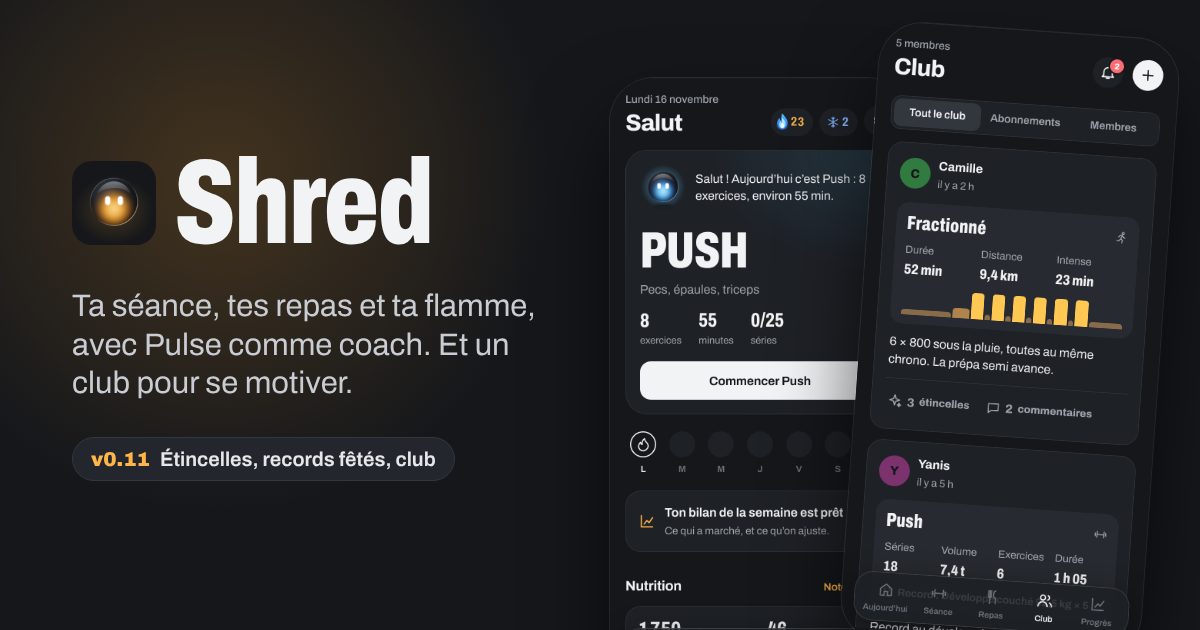 Shred
Ta séance, tes repas et ta flamme,
avec Pulse comme coach. Et un
club pour se motiver.
v0.11 Étincelles, records fêtés, club
Lundi 16 novembre
Salut
23
2
Salut ! Aujourd'hui c'est Push : 8
exercices, environ 55 min.
PUSH
Pecs, épaules, triceps
8 55 0/25
exercices minutes séries
Commencer Push
L M M J V S
Ton bilan de la semaine est prêt
Ce qui a marché, et ce qu'on ajuste.
Nutrition
5 membres
Club
2
Tout le club Abonnements Membres
C
Camille
il y a 2 h
Fractionné
Durée Distance Intense
52 min 9,4 km 23 min
6 × 800 sous la pluie, toutes au même
chrono. La prépa semi avance.
3 étincelles 2 commentaires
Y
Yanis
il y a 5 h
Push
Séries Volume Exercices Durée
18 7,4 t 6 1 h 05
Aujourd'hui Séance Repas Club Progrès